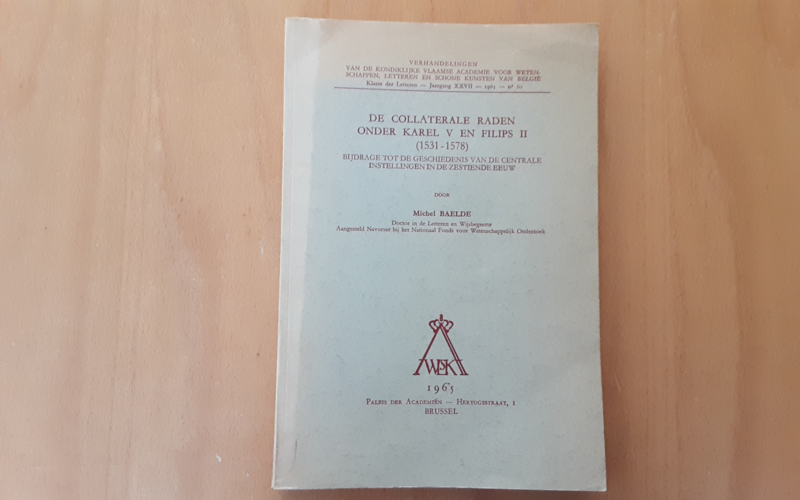 VERHANDELINGEN
VAN DE KONINKLIJKE VLAAMSE ACADEMIE VOOR WETEN-
SCHAPPEN, LETTEREN EN SCHONE KUNSTEN VAN BELGIË
Klasse der Letteren — Jaargang XXVII — 1965 — nr
DE COLLATERALE RADEN
ONDER KAREL V EN FILIPS II
(1531-1578)
BIJDRAGE TOT DE GESCHIEDENIS VAN DE CENTRALE
INSTELLINGEN IN DE ZESTIENDE EEUW
DOOR
Michel BAELDE
Doctor in de Letteren en Wijsbegeerte
Aangesteld Navorser bij het Nationaal Fonds voor Wetenschappelijk Onderzoek
1965
PALEIS DER ACADEMIËN — HERTOGSSTRAAT, 1
BRUSSEL